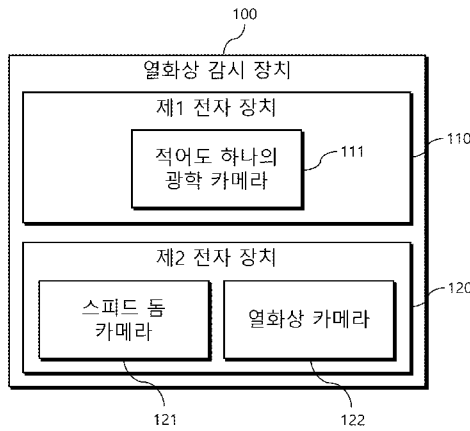 100
열화상 감시 장치
제1 전자 장치
110
적어도 하나의
광학 카메라
111
제2 전자 장치
120
스피드 돔
카메라
열화상 카메라
121
122